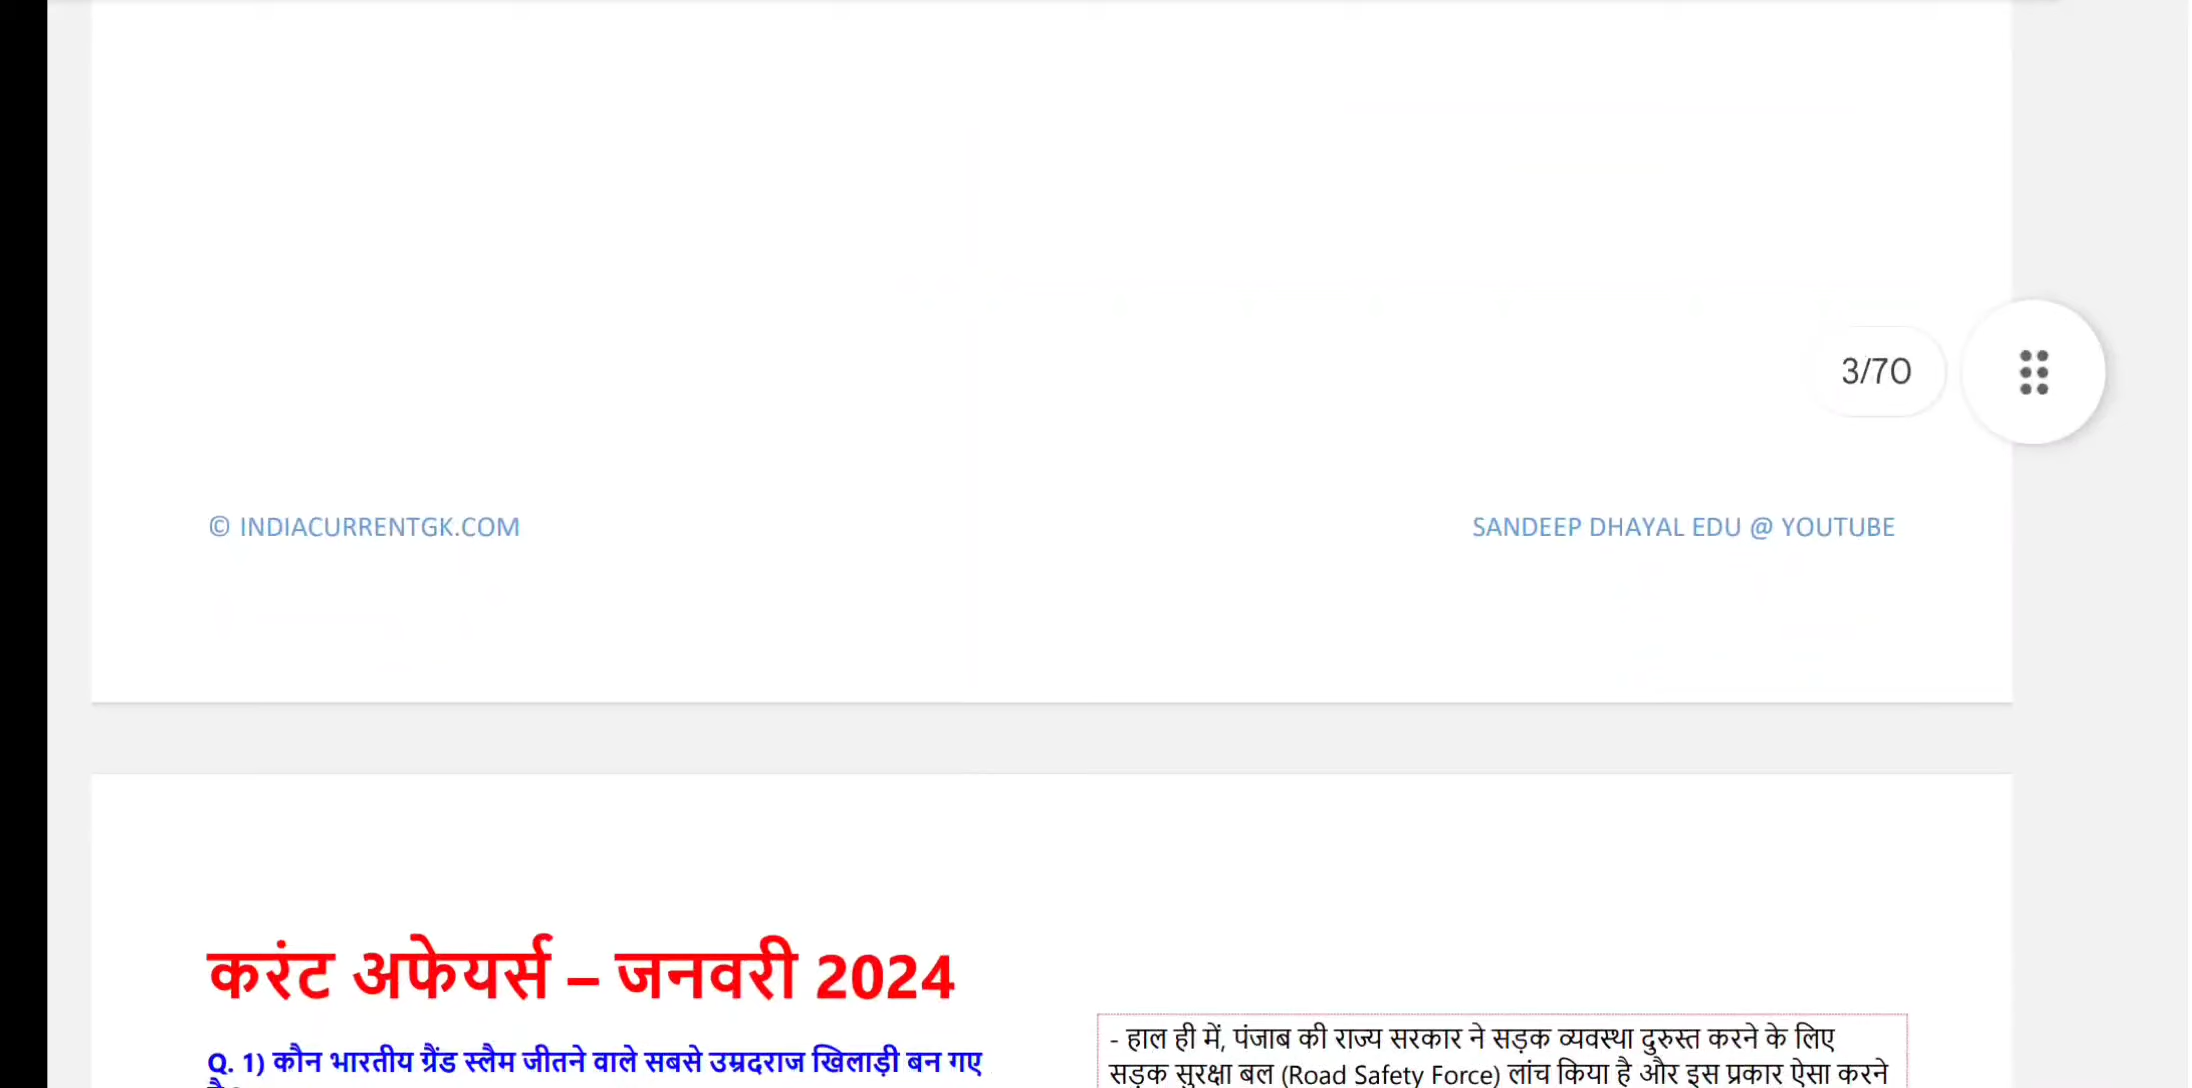 3/70
© INDIACURRENTGK.COM
SANDEEP DHAYAL EDU @ YOUTUBE
करंट अफेयर्स – जनवरी 2024
Q. 1) कौन भारतीय ग्रैंड स्लैम जीतने वाले सबसे उम्रदराज खिलाड़ी बन गए
- हाल ही में, पंजाब की राज्य सरकार ने सड़क व्यवस्था दुरुस्त करने के लिए
सड़क सुरक्षा बल (Road Safety Force) लांच किया है और इस प्रकार ऐसा करने